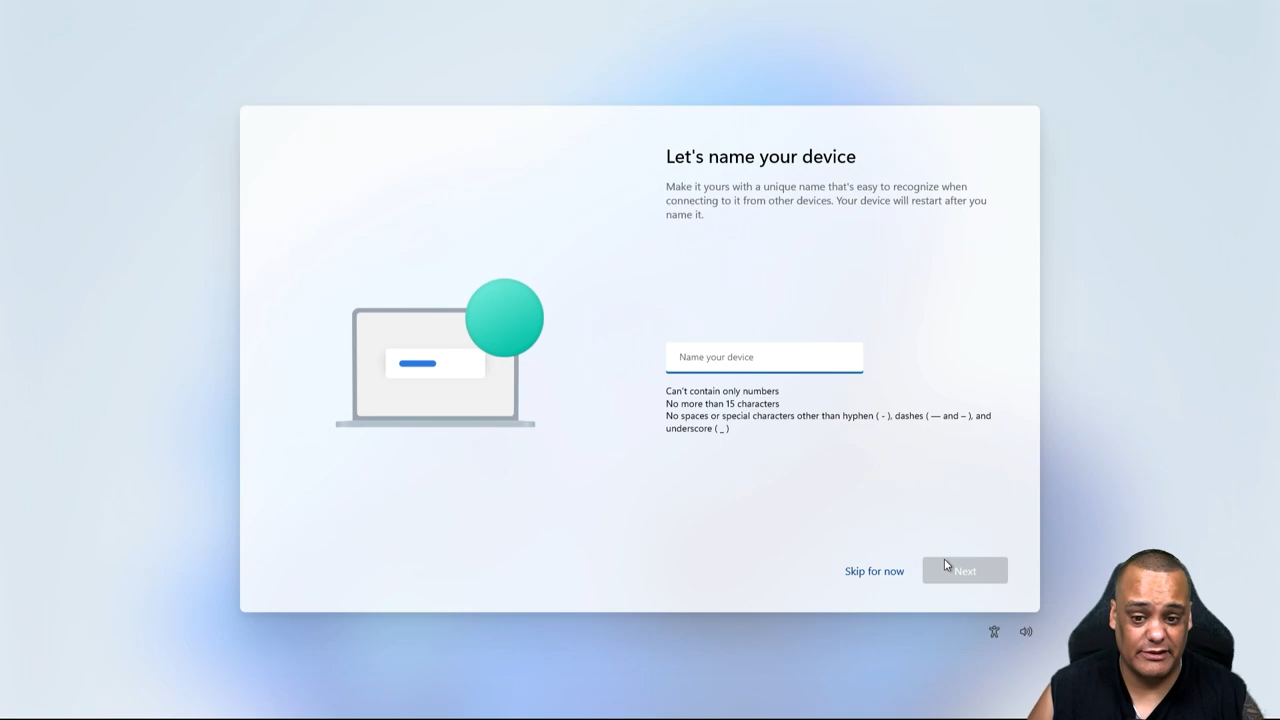 Let's name your device
Make it yours with a unique name that's easy to recognize when
connecting to it from other devices. Your device will restart after you
name it.
Name your device
Can't contain only numbers
No more than 15 characters
No spaces or special characters other than hyphen ( - ), dashes ( — and – ), and
underscore ( _ )
Skip for now
Next